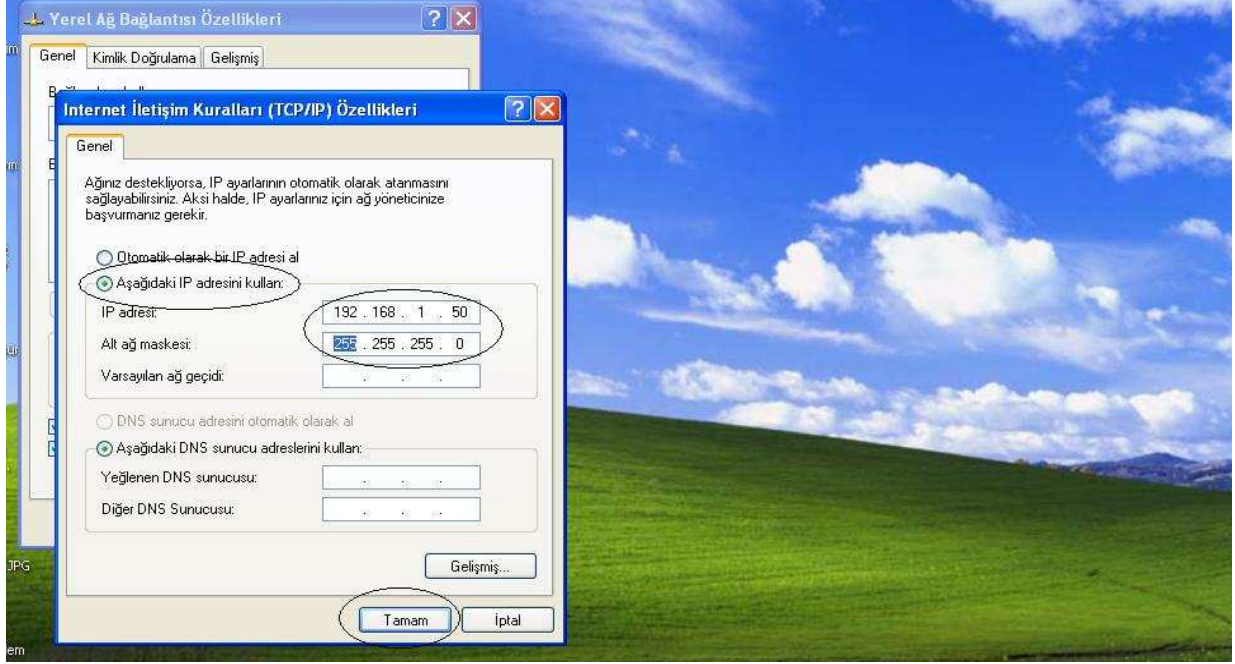 Yerel Ağ Bağlantısı Özellikleri
Genel Kimlik Doğrulama Gelişmiş
Internet İletişim Kuralları (TCP/IP) Özellikleri
Genel
Ağınız destekliyorsa, IP ayarlarının otomatik olarak atanmasını
sağlayabilirsiniz. Aksi halde, IP ayarlarınız için ağ yöneticinize
başvurmanız gerekir.
Otomatik olarak bir IP adresi al
Aşağıdaki IP adresini kullan:
IP adresi: 192 . 168 . 1 . 50
Alt ağ maskesi: 255 . 255 . 255 . 0
Varsayılan ağ geçidi: . . .
DNS sunucu adresini otomatik olarak al
Aşağıdaki DNS sunucu adreslerini kullan:
Yeğlenen DNS sunucusu: . . .
Diğer DNS Sunucusu: . . .
JPG
Gelişmiş...
Tamam İptal
em